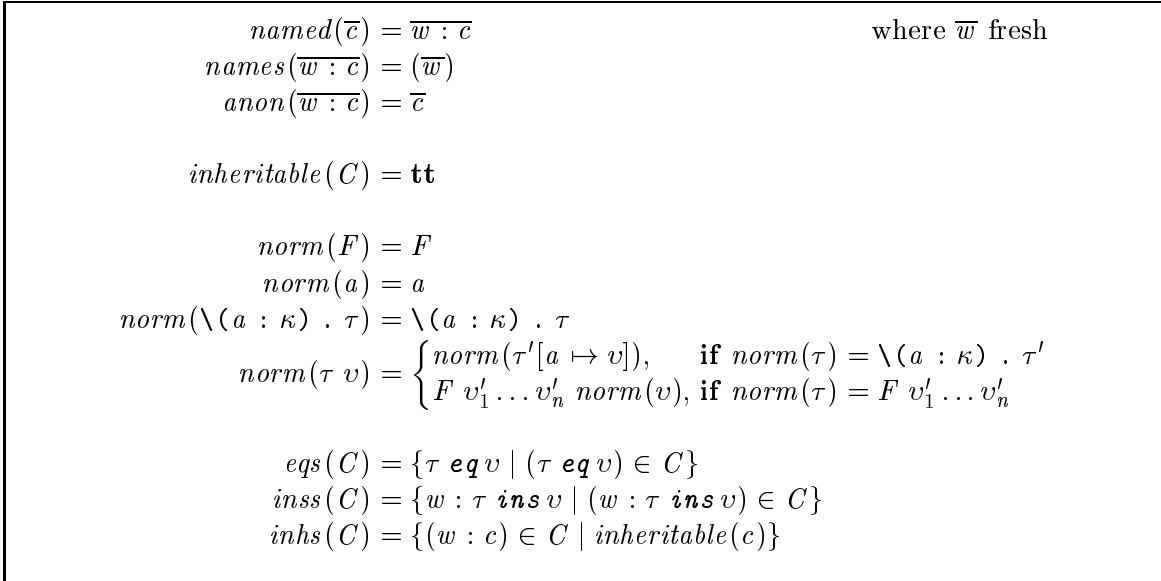 named(c̅) = w̅ ̅:̅ ̅c̅ where w̅ fresh
names(w̅ ̅:̅ ̅c̅) = (w̅)
anon(w̅ ̅:̅ ̅c̅) = c̅
inheritable(C) = tt
norm(F) = F
norm(a) = a
norm(\(a : κ) . τ) = \(a : κ) . τ
norm(τ υ) = { norm(τ′[a ↦ υ]), if norm(τ) = \(a : κ) . τ′
F υ′₁ … υ′ₙ norm(υ), if norm(τ) = F υ′₁ … υ′ₙ
eqs(C) = {τ eq υ | (τ eq υ) ∈ C}
inss(C) = {w : τ ins υ | (w : τ ins υ) ∈ C}
inhs(C) = {(w : c) ∈ C | inheritable(c)}